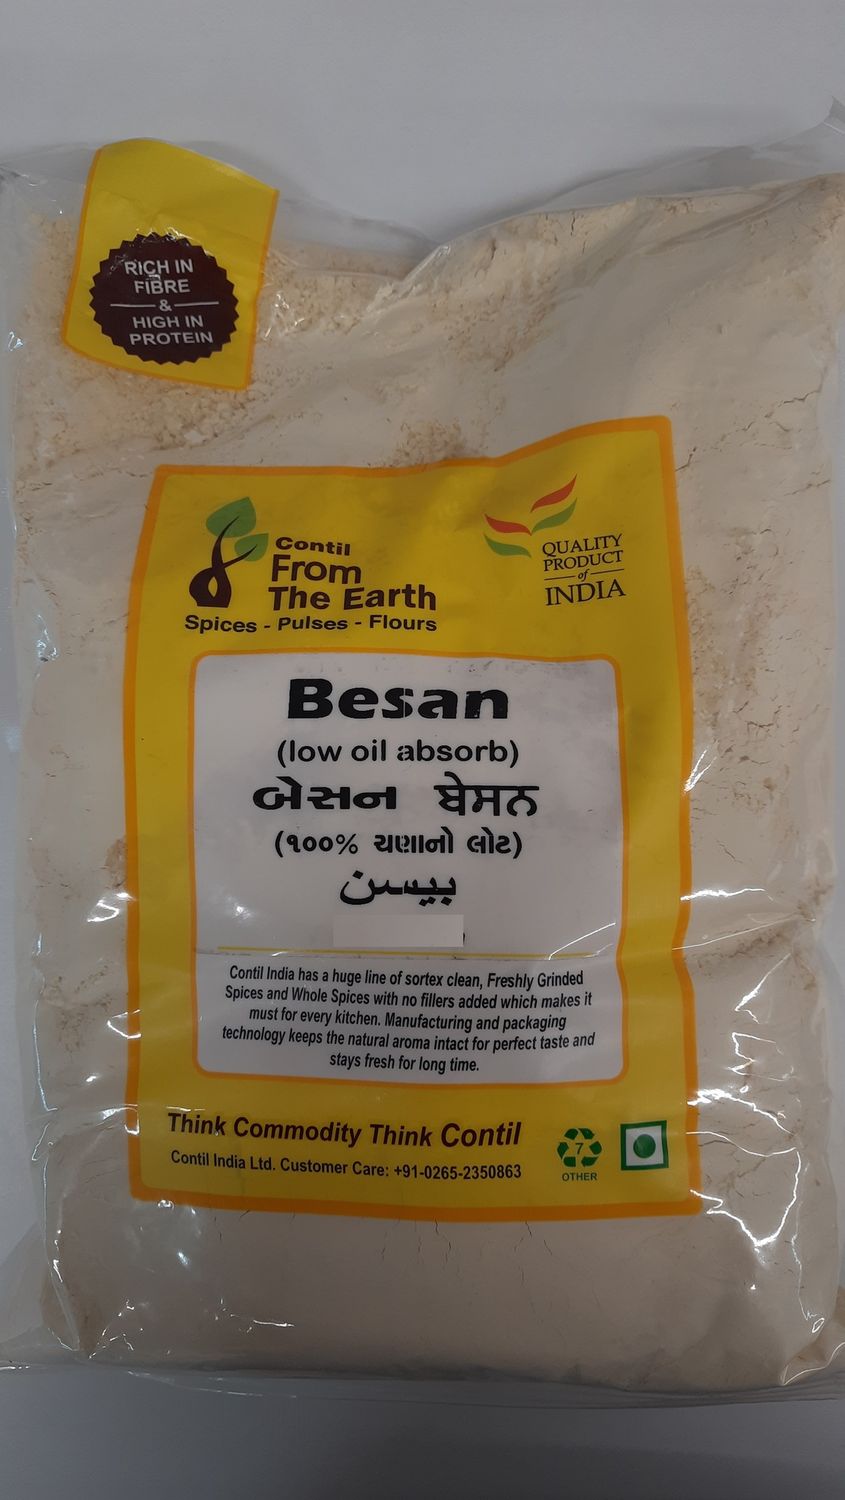 RICH IN
FIBRE
&
HIGH IN
PROTEIN
Contil
From
The Earth
Spices - Pulses - Flours
QUALITY
PRODUCT
of
INDIA
Besan
(low oil absorb)
બેસન ਬੇਸਨ
(૧૦૦% ચણાનો લોટ)
بيسن
Contil India has a huge line of sortex clean, Freshly Grinded
Spices and Whole Spices with no fillers added which makes it
must for every kitchen. Manufacturing and packaging
technology keeps the natural aroma intact for perfect taste and
stays fresh for long time.
Think Commodity Think Contil
Contil India Ltd. Customer Care: +91-0265-2350863
7
OTHER